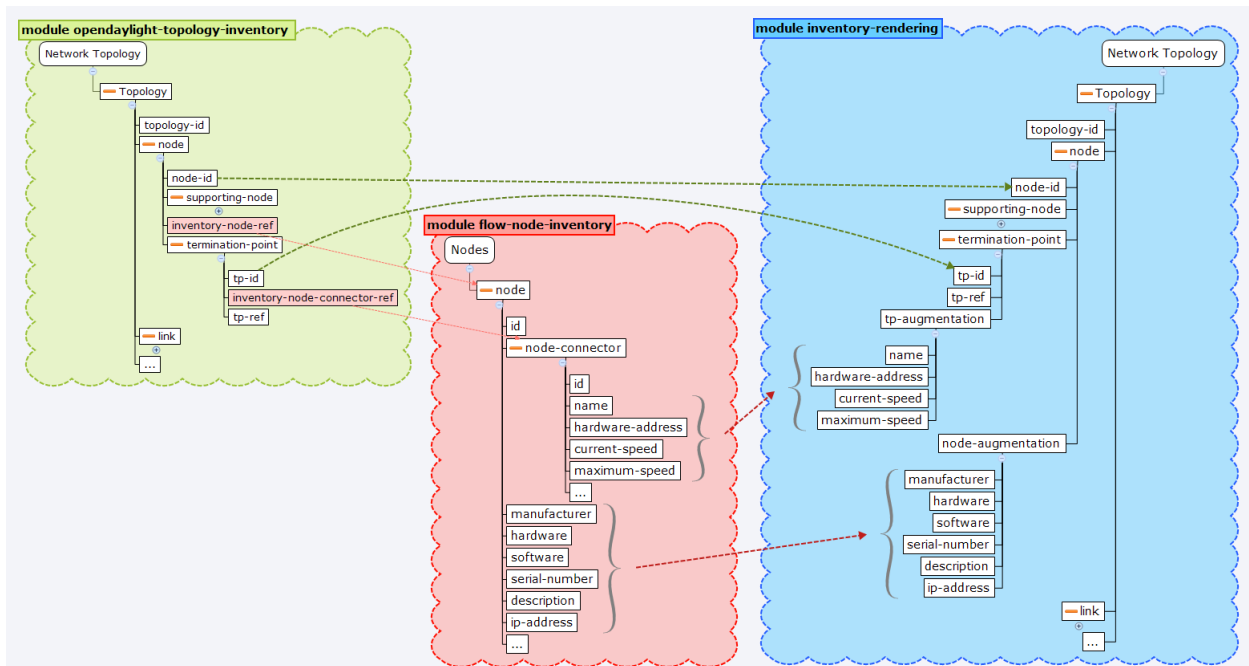 module opendaylight-topology-inventory
Network Topology
Topology
topology-id
node
node-id
supporting-node
inventory-node-ref
termination-point
tp-id
inventory-node-connector-ref
tp-ref
link
...
module flow-node-inventory
Nodes
node
id
node-connector
id
name
hardware-address
current-speed
maximum-speed
...
manufacturer
hardware
software
serial-number
description
ip-address
...
module inventory-rendering
Network Topology
Topology
topology-id
node
node-id
supporting-node
termination-point
tp-id
tp-ref
tp-augmentation
name
hardware-address
current-speed
maximum-speed
node-augmentation
manufacturer
hardware
software
serial-number
description
ip-address
link
...